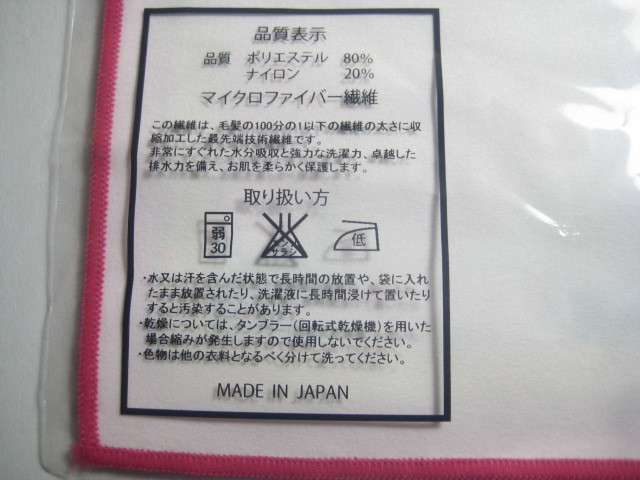 品質表示
品質 ポリエステル 80%
ナイロン 20%
マイクロファイバー繊維
この繊維は、毛髪の100分の1以下の繊維の太さに収
縮加工した最先端技術繊維です。
非常にすぐれた水分吸収と強力な洗濯力、卓越した
排水力を備え、お肌を柔らかく保護します。
取り扱い方
弱
30
エンソ
サラシ
低
・水又は汗を含んだ状態で長時間の放置や、袋に入れ
たまま放置されたり、洗濯液に長時間浸けて置いたり
すると汚染することがあります。
・乾燥については、タンブラー(回転式乾燥機)を用いた
場合縮みが発生しますので使用しないでください。
・色物は他の衣料となるべく分けて洗ってください。
MADE IN JAPAN